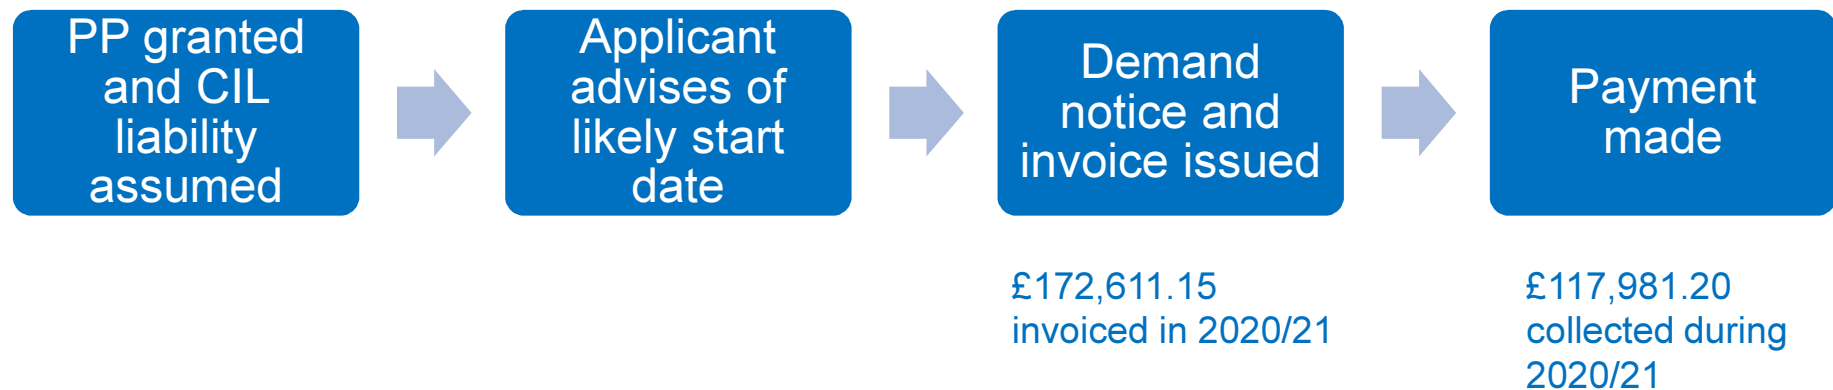 PP granted
and CIL
liability
assumed
Applicant
advises of
likely start
date
Demand
notice and
invoice issued
Payment
made
£172,611.15
invoiced in 2020/21
£117,981.20
collected during
2020/21